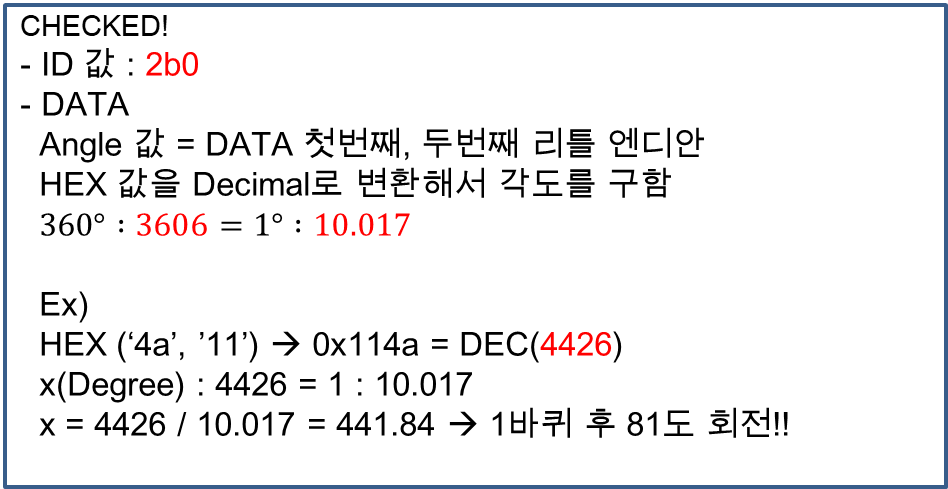 CHECKED!
- ID 값 : 2b0
- DATA
Angle 값 = DATA 첫번째, 두번째 리틀 엔디안
HEX 값을 Decimal로 변환해서 각도를 구함
360° : 3606 = 1° : 10.017
Ex)
HEX (‘4a’, ’11’) → 0x114a = DEC(4426)
x(Degree) : 4426 = 1 : 10.017
x = 4426 / 10.017 = 441.84 → 1바퀴 후 81도 회전!!